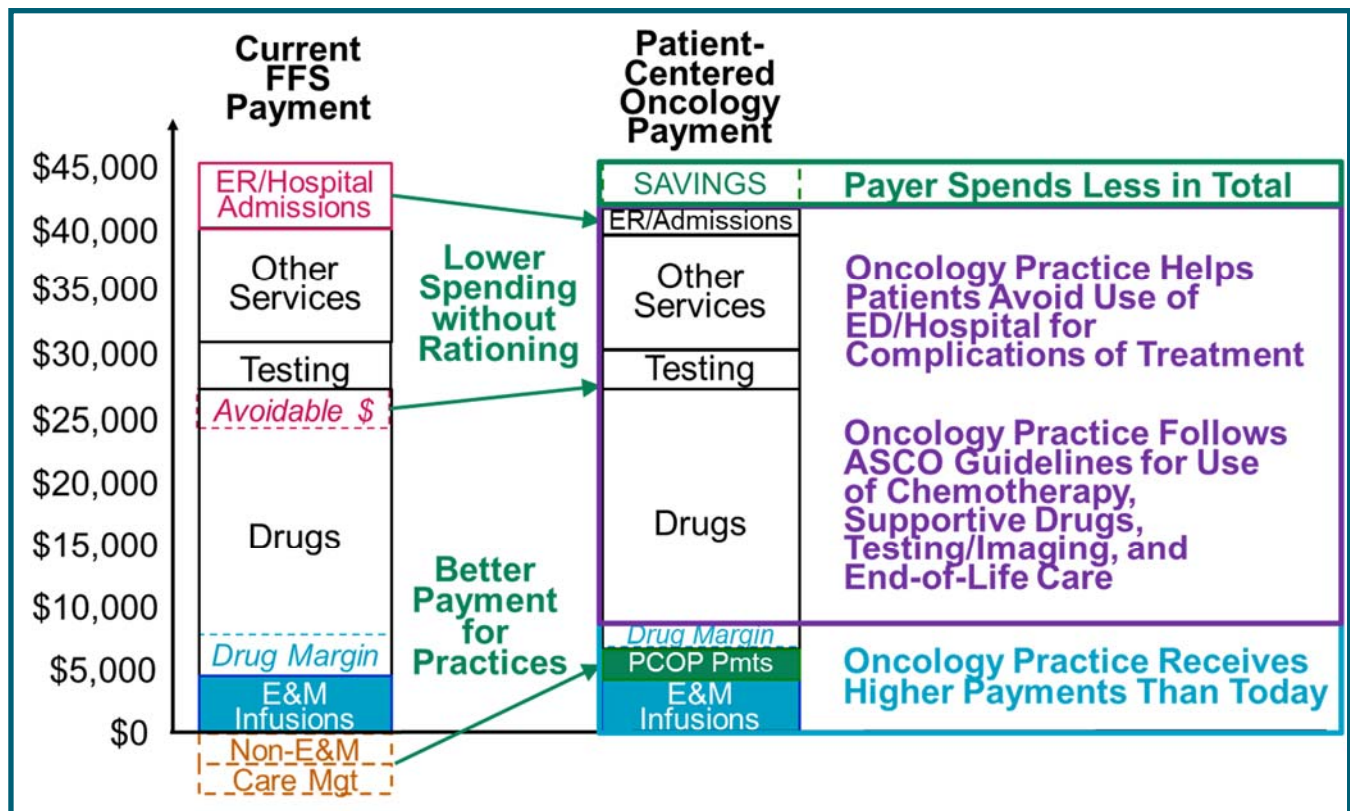 Current
FFS
Payment
Patient-
Centered
Oncology
Payment
$45,000
$40,000
$35,000
$30,000
$25,000
$20,000
$15,000
$10,000
$5,000
$0
ER/Hospital
Admissions
Other
Services
Testing
Avoidable $
Drugs
Drug Margin
E&M
Infusions
Non-E&M
Care Mgt
Lower
Spending
without
Rationing
Better
Payment
for
Practices
SAVINGS
ER/Admissions
Other
Services
Testing
Drugs
Drug Margin
PCOP Pmts
E&M
Infusions
Payer Spends Less in Total
Oncology Practice Helps
Patients Avoid Use of
ED/Hospital for
Complications of Treatment
Oncology Practice Follows
ASCO Guidelines for Use
of Chemotherapy,
Supportive Drugs,
Testing/Imaging, and
End-of-Life Care
Oncology Practice Receives
Higher Payments Than Today